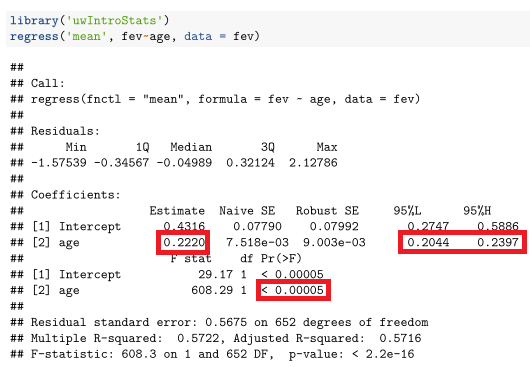 library('uwIntroStats')
regress('mean', fev~age, data = fev)
##
## Call:
## regress(fnctl = "mean", formula = fev ~ age, data = fev)
##
## Residuals:
##      Min       1Q   Median       3Q      Max
## -1.57539 -0.34567 -0.04989  0.32124  2.12786
##
## Coefficients:
##                 Estimate  Naive SE  Robust SE    95%L      95%H
## [1] Intercept     0.4316   0.07790    0.07992      0.2747    0.5886
## [2] age           0.2220  7.518e-03  9.003e-03     0.2044    0.2397
##                    F stat    df Pr(>F)
## [1] Intercept         29.17 1   < 0.00005
## [2] age              608.29 1   < 0.00005
##
## Residual standard error: 0.5675 on 652 degrees of freedom
## Multiple R-squared:  0.5722, Adjusted R-squared:  0.5716
## F-statistic: 608.3 on 1 and 652 DF,  p-value: < 2.2e-16